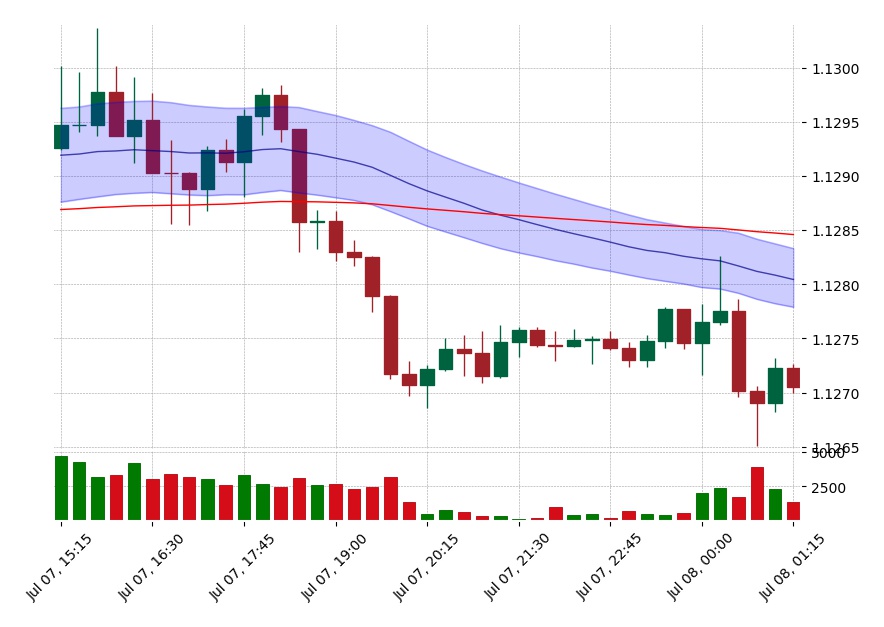 1.1300
1.1295
1.1290
1.1285
1.1280
1.1275
1.1270
1.1265
5000
2500
Jul 07, 15:15
Jul 07, 16:30
Jul 07, 17:45
Jul 07, 19:00
Jul 07, 20:15
Jul 07, 21:30
Jul 07, 22:45
Jul 08, 00:00
Jul 08, 01:15